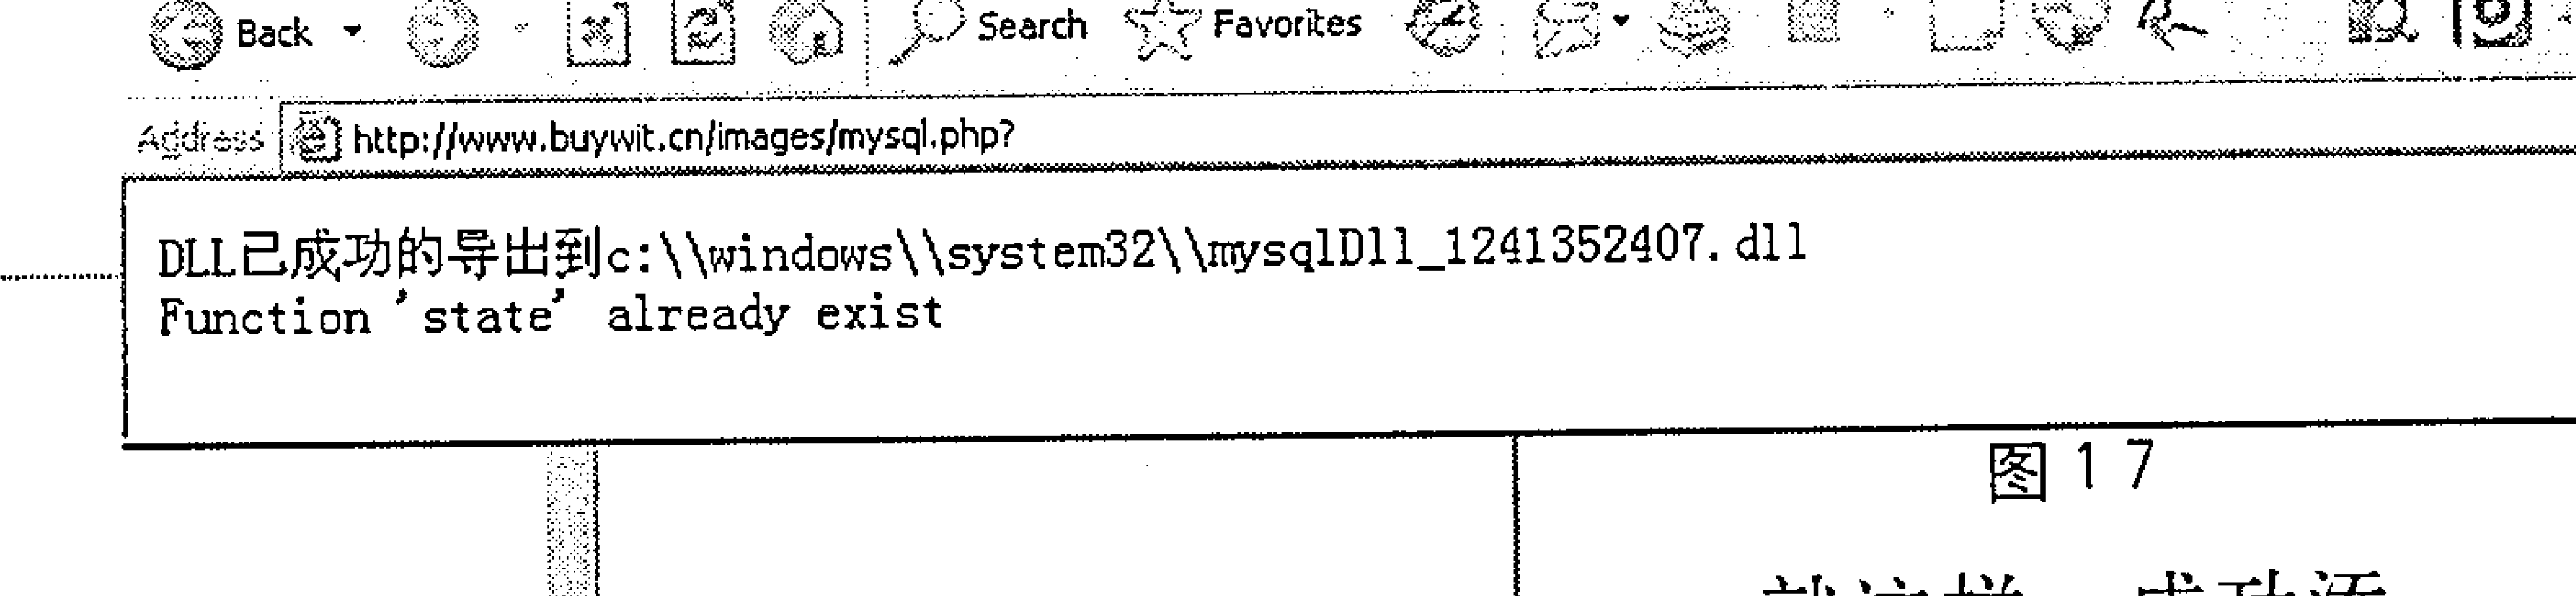 Back Search Favorites
Address http://www.buywit.cn/images/mysql.php?
DLL已成功的导出到c:\\windows\\system32\\mysqlDll_1241352407.dll
Function 'state' already exist
图17